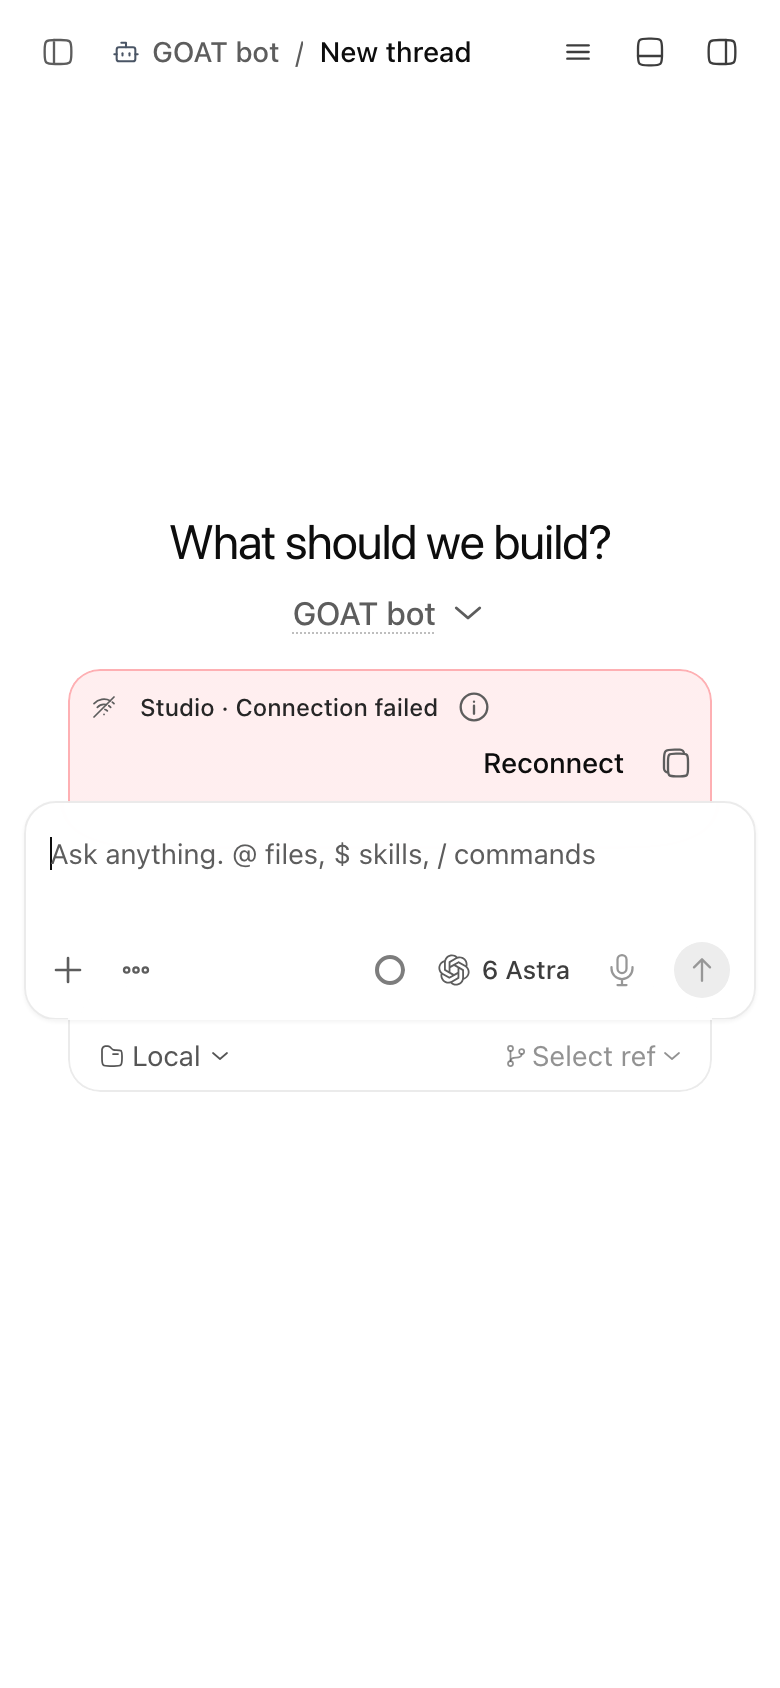 GOAT bot / New thread
What should we build?
GOAT bot
Studio · Connection failed
Reconnect
Ask anything. @ files, $ skills, / commands
6 Astra
Local
Select ref